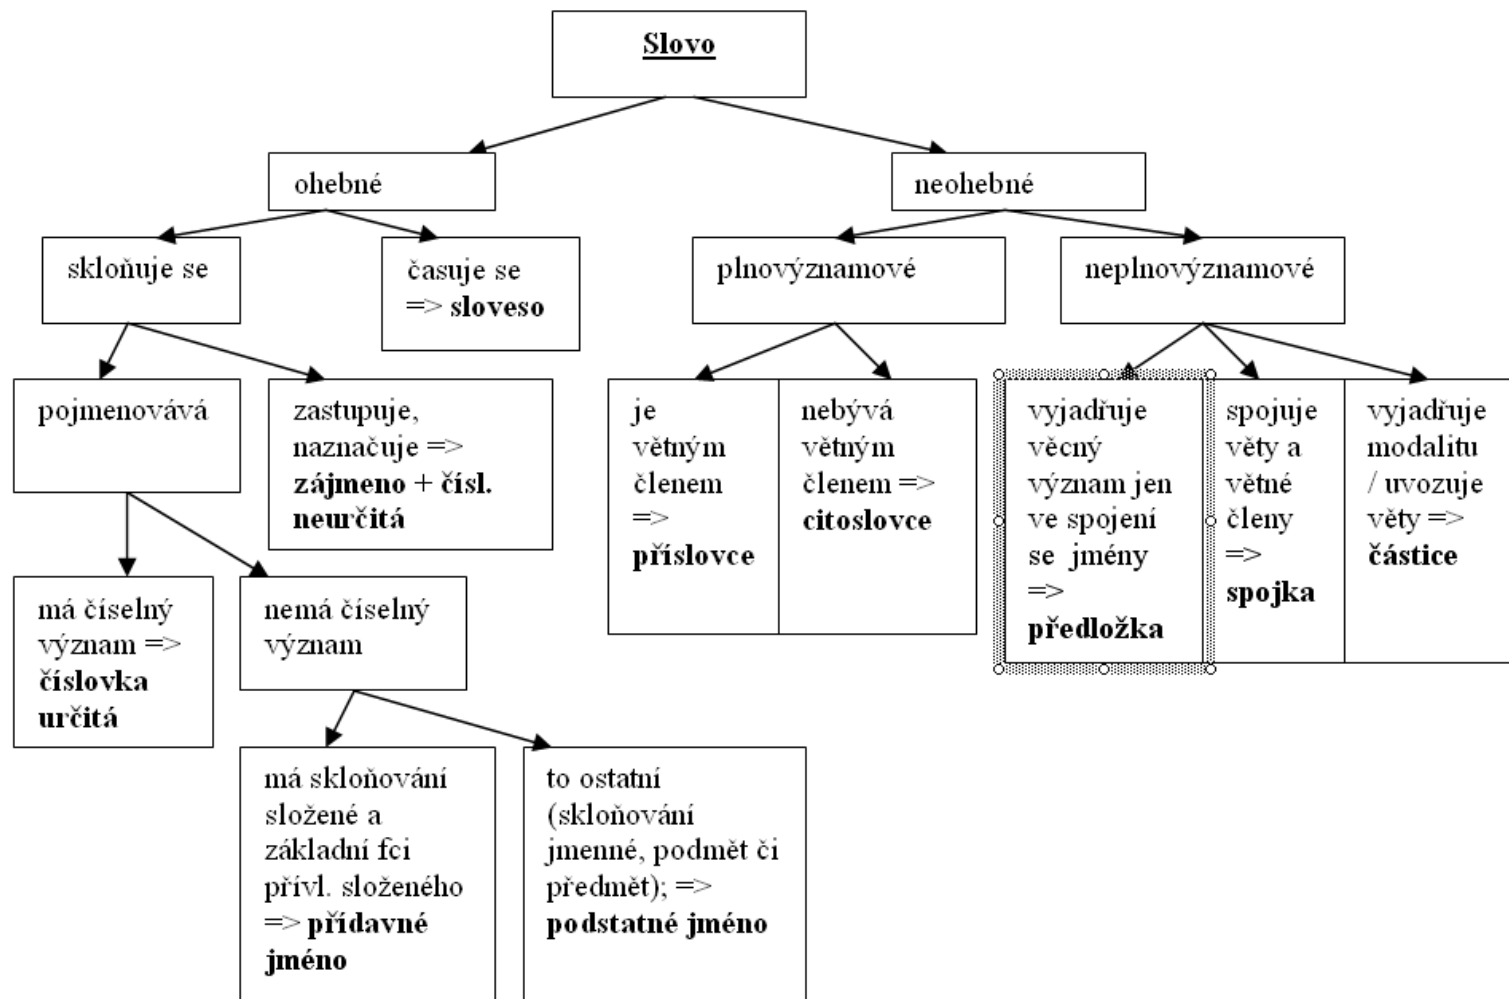 Slovo
ohebné
neohebné
skloňuje se
časuje se
=> sloveso
plnovýznamové
neplnovýznamové
pojmenovává
zastupuje,
naznačuje =>
zájmeno + čísl.
neurčitá
je
větným
členem
=>
příslovce
nebývá
větným
členem =>
citoslovce
vyjadřuje
věcný
význam jen
ve spojení
se jmény
=>
předložka
spojuje
věty a
větné
členy
=>
spojka
vyjadřuje
modalitu
/ uvozuje
věty =>
částice
má číselný
význam =>
číslovka
určitá
nemá číselný
význam
má skloňování
složené a
základní fci
přívl. složeného
=> přídavné
jméno
to ostatní
(skloňování
jmenné, podmět či
předmět); =>
podstatné jméno